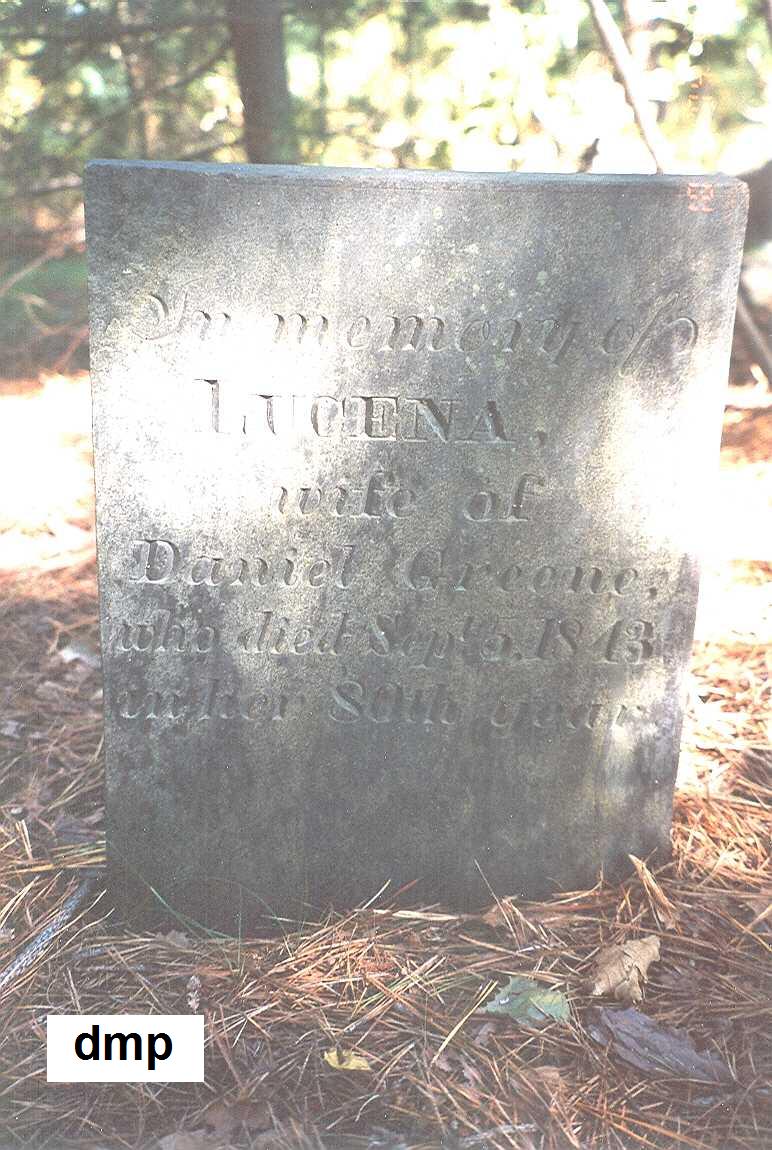 In memory of
LUCENA,
wife of
Daniel Greene,
who died Sept. 5, 1843
in her 80th year.
dmp